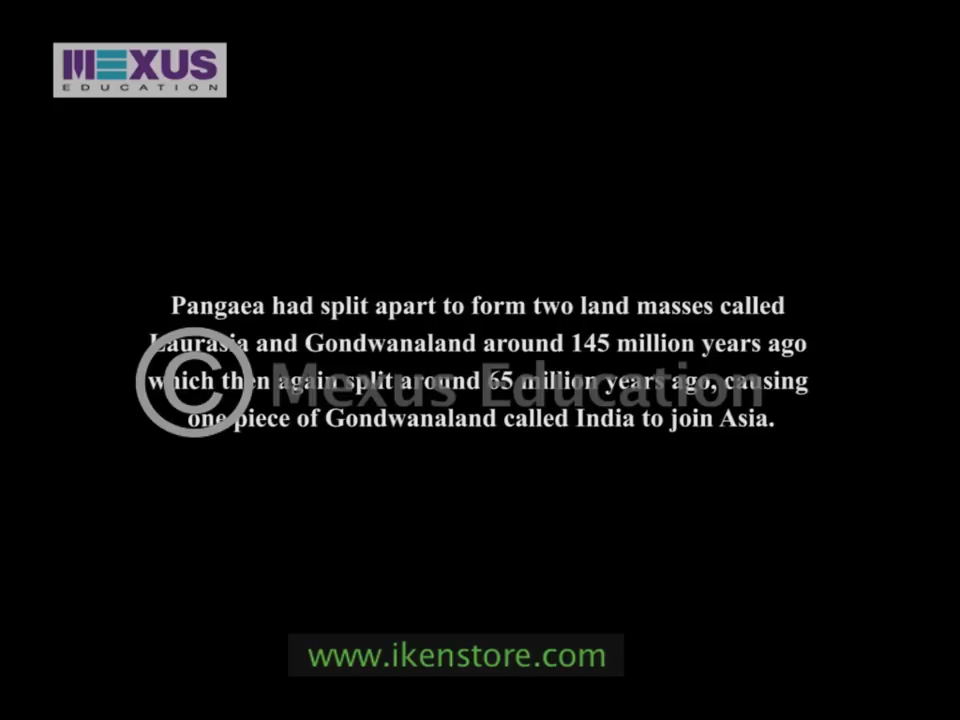 MEXUS
EDUCATION
Pangaea had split apart to form two land masses called
Laurasia and Gondwanaland around 145 million years ago
which then again split around 65 million years ago, causing
one piece of Gondwanaland called India to join Asia.
© Mexus Education
www.ikenstore.com